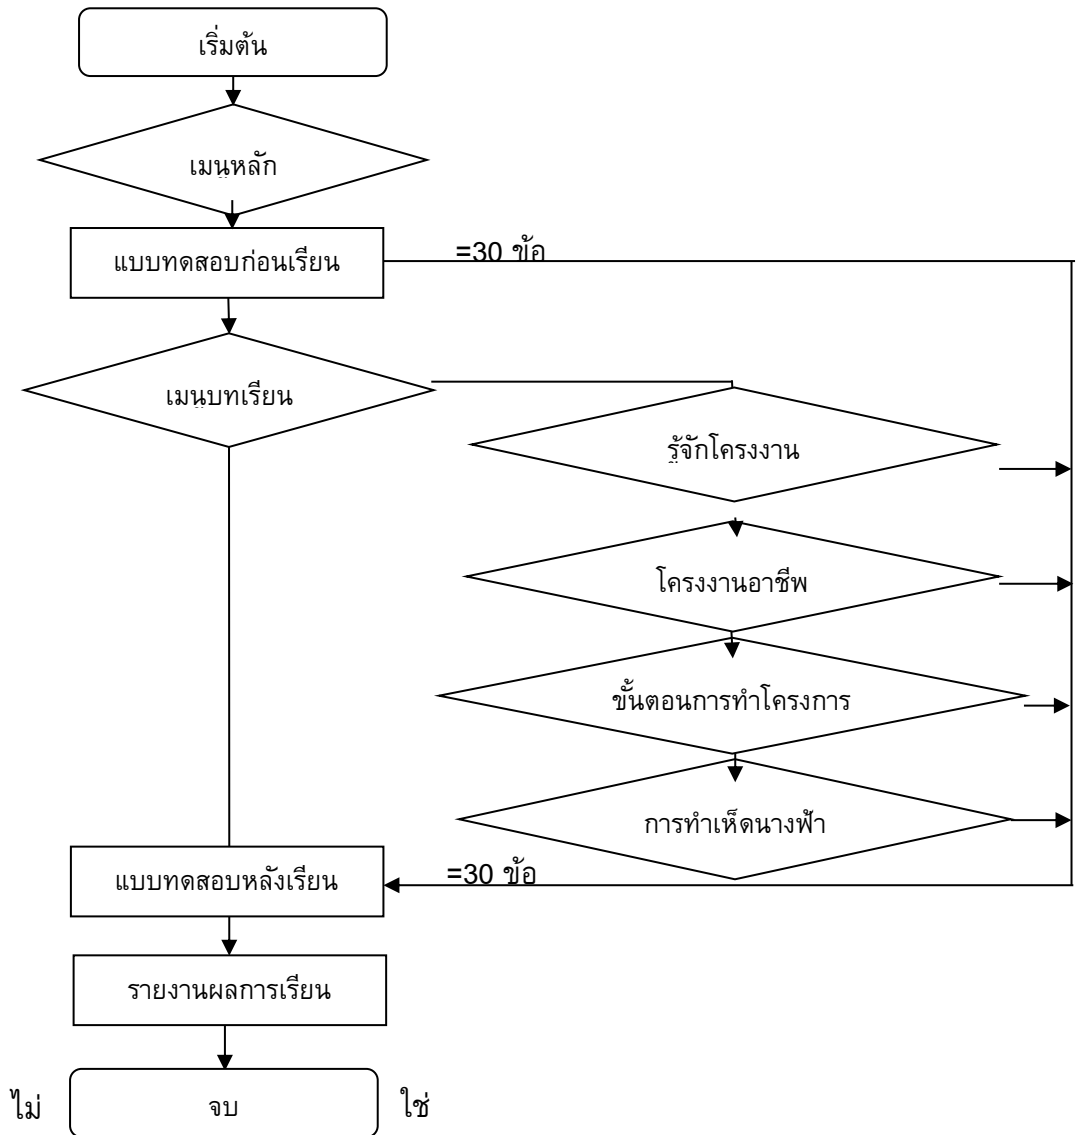 เริ่มต้น
เมนูหลัก
แบบทดสอบก่อนเรียน
=30 ข้อ
เมนูบทเรียน
รู้จักโครงงาน
โครงงานอาชีพ
ขั้นตอนการทำโครงการ
การทำเห็ดนางฟ้า
แบบทดสอบหลังเรียน
=30 ข้อ
รายงานผลการเรียน
ไม่ จบ ใช่